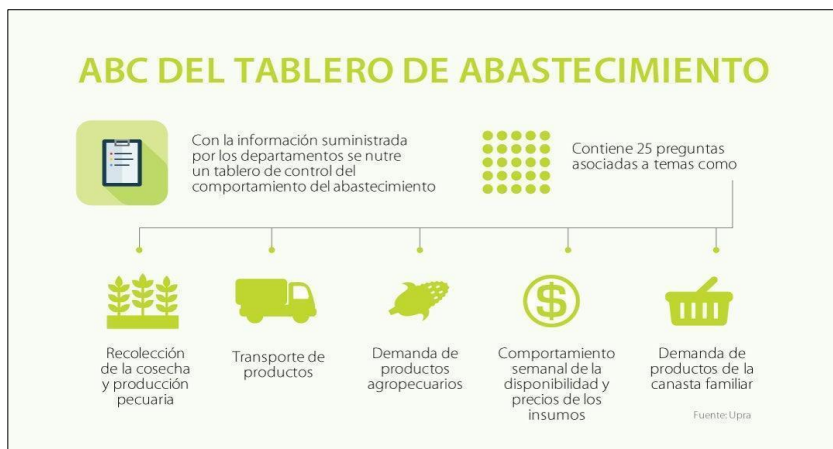 ABC DEL TABLERO DE ABASTECIMIENTO
Con la información suministrada
por los departamentos se nutre
un tablero de control del
comportamiento del abastecimiento
Contiene 25 preguntas
asociadas a temas como
Recolección
de la cosecha
y producción
pecuaria
Transporte de
productos
Demanda de
productos
agropecuarios
Comportamiento
semanal de la
disponibilidad y
precios de los
insumos
Demanda de
productos de la
canasta familiar
Fuente: Upra